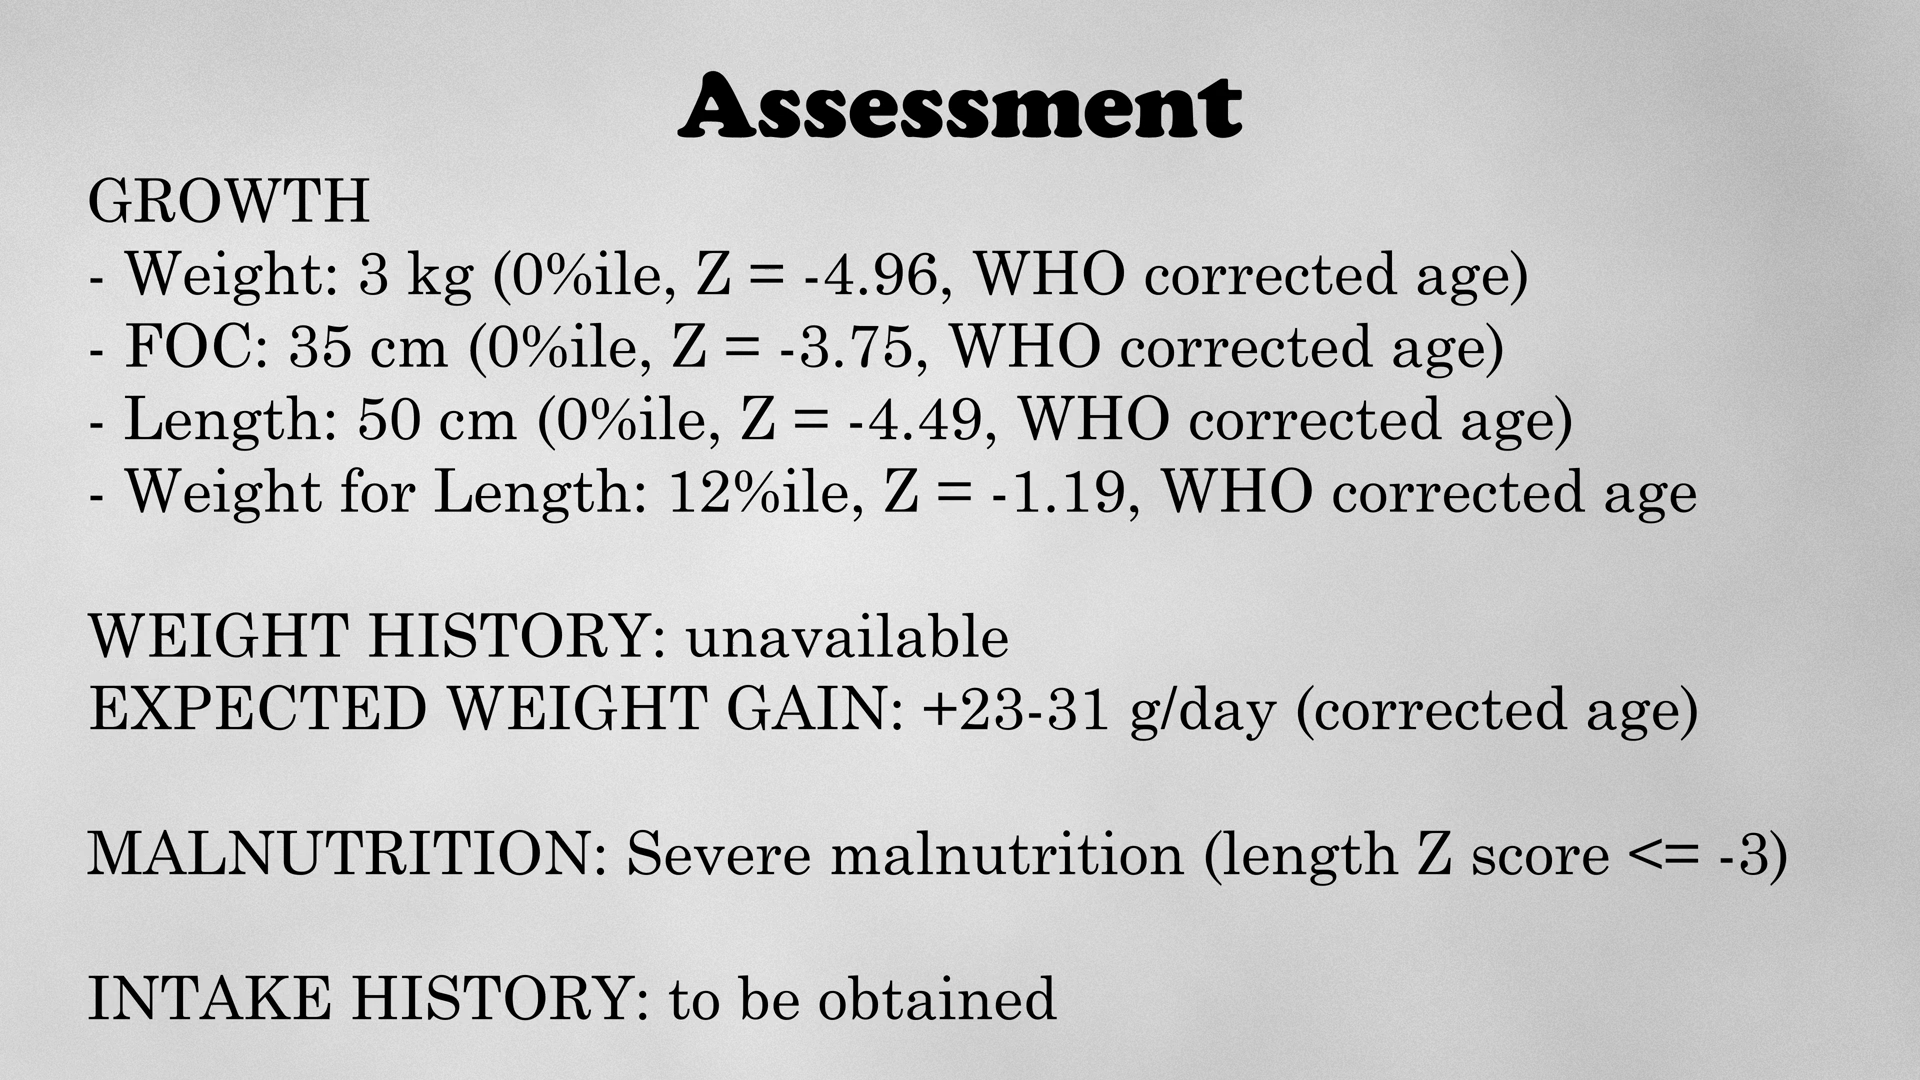 Assessment
GROWTH
- Weight: 3 kg (0%ile, Z = -4.96, WHO corrected age)
- FOC: 35 cm (0%ile, Z = -3.75, WHO corrected age)
- Length: 50 cm (0%ile, Z = -4.49, WHO corrected age)
- Weight for Length: 12%ile, Z = -1.19, WHO corrected age
WEIGHT HISTORY: unavailable
EXPECTED WEIGHT GAIN: +23-31 g/day (corrected age)
MALNUTRITION: Severe malnutrition (length Z score <= -3)
INTAKE HISTORY: to be obtained